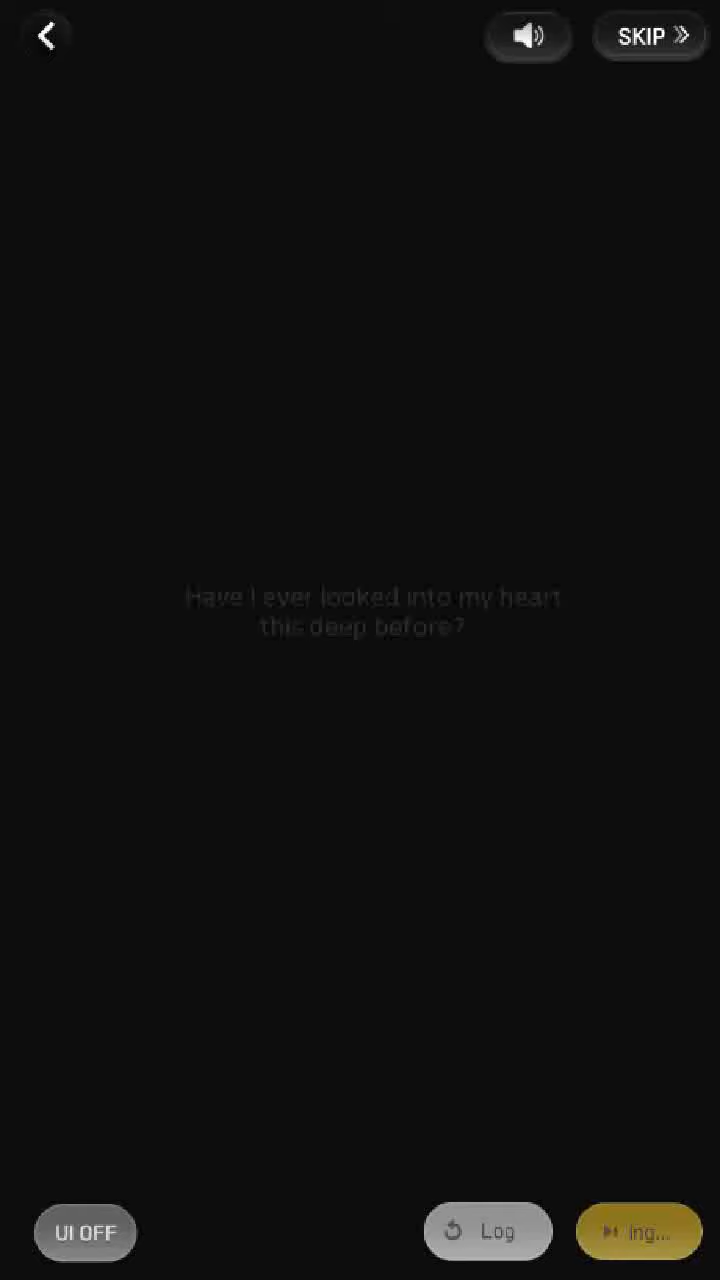 SKIP
Have I ever looked into my heart
this deep before?
UI OFF
Log
ing...